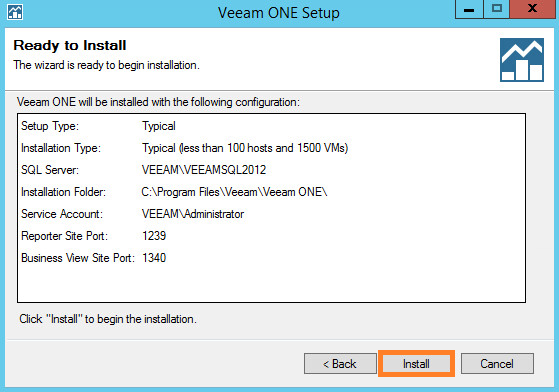 Veeam ONE Setup
Ready to Install
The wizard is ready to begin installation.
Veeam ONE will be installed with the following configuration:
Setup Type: Typical
Installation Type: Typical (less than 100 hosts and 1500 VMs)
SQL Server: VEEAM\VEEAMSQL2012
Installation Folder: C:\Program Files\Veeam\Veeam ONE\
Service Account: VEEAM\Administrator
Reporter Site Port: 1239
Business View Site Port: 1340
Click "Install" to begin the installation.
< Back Install Cancel